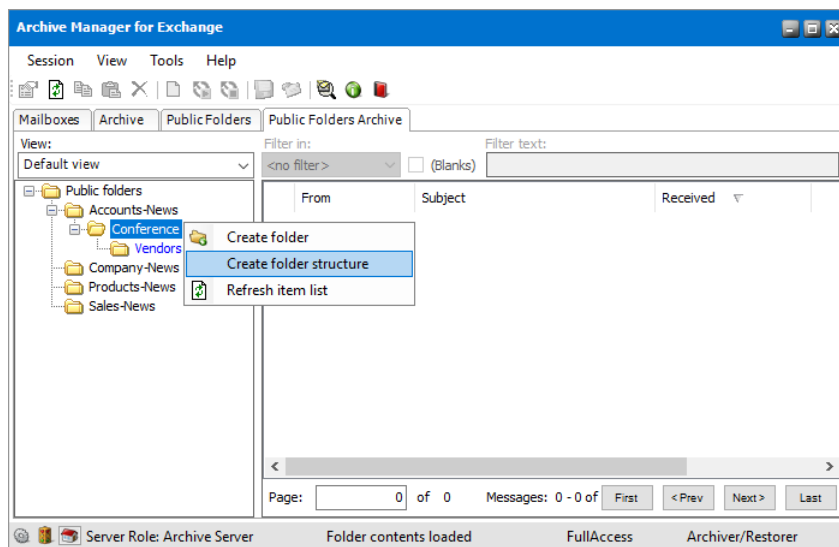 Archive Manager for Exchange
Session View Tools Help
Mailboxes Archive Public Folders Public Folders Archive
View: Filter in: Filter text:
Default view <no filter> (Blanks)
Public folders
Accounts-News
Conference
Vendors
Company-News
Products-News
Sales-News
From Subject Received
Create folder
Create folder structure
Refresh item list
Page: 0 of 0 Messages: 0 - 0 of First < Prev Next > Last
Server Role: Archive Server Folder contents loaded FullAccess Archiver/Restorer